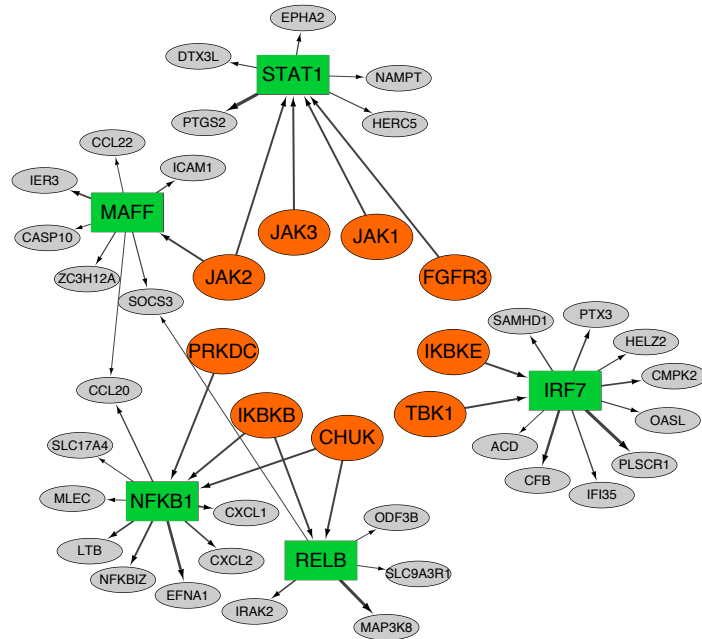 EPHA2
DTX3L
STAT1
NAMPT
PTGS2
HERC5
CCL22
ICAM1
IER3
MAFF
CASP10
JAK3
JAK1
ZC3H12A
JAK2
FGFR3
SOCS3
SAMHD1
PTX3
HELZ2
PRKDC
IKBKE
CMPK2
IRF7
CCL20
IKBKB
TBK1
OASL
CHUK
SLC17A4
ACD
PLSCR1
CFB
IFI35
MLEC
NFKB1
CXCL1
ODF3B
LTB
CXCL2
RELB
SLC9A3R1
NFKBIZ
EFNA1
IRAK2
MAP3K8